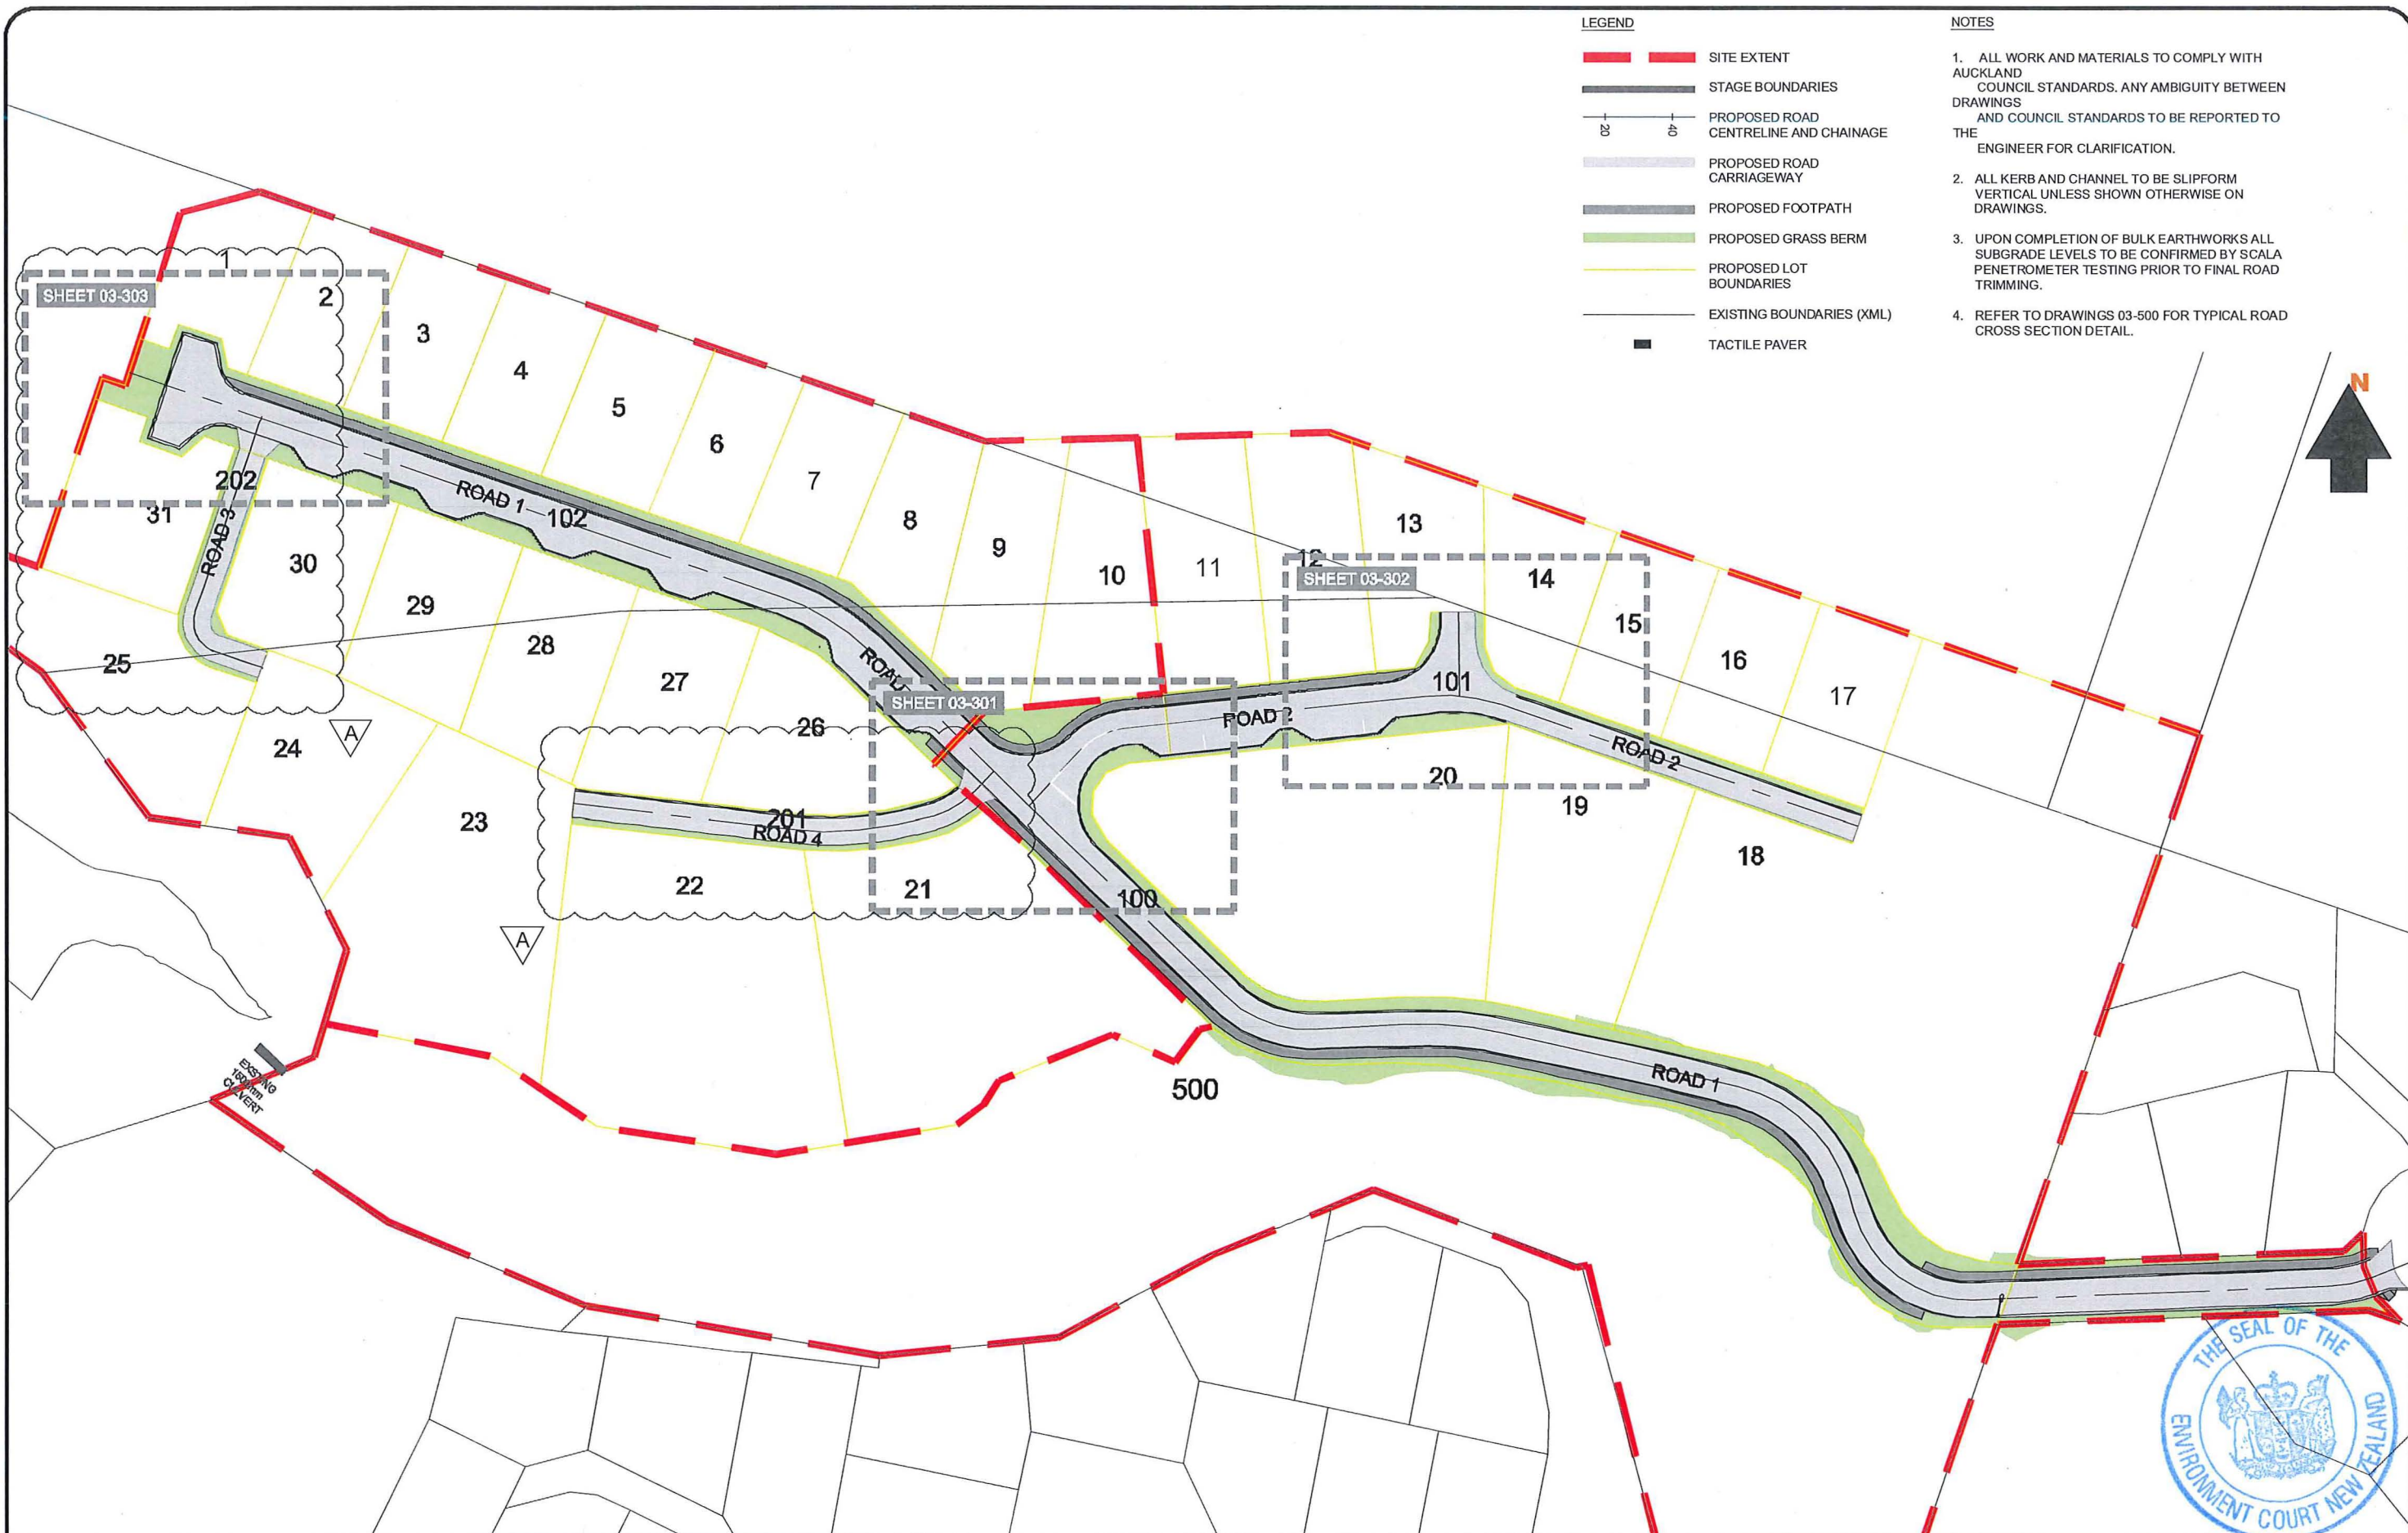 LEGEND
SITE EXTENT
STAGE BOUNDARIES
20 40
PROPOSED ROAD
CENTRELINE AND CHAINAGE
PROPOSED ROAD
CARRIAGEWAY
PROPOSED FOOTPATH
PROPOSED GRASS BERM
PROPOSED LOT
BOUNDARIES
EXISTING BOUNDARIES (XML)
TACTILE PAVER
NOTES
1. ALL WORK AND MATERIALS TO COMPLY WITH
AUCKLAND
COUNCIL STANDARDS. ANY AMBIGUITY BETWEEN
DRAWINGS
AND COUNCIL STANDARDS TO BE REPORTED TO
THE
ENGINEER FOR CLARIFICATION.
2. ALL KERB AND CHANNEL TO BE SLIPFORM
VERTICAL UNLESS SHOWN OTHERWISE ON
DRAWINGS.
3. UPON COMPLETION OF BULK EARTHWORKS ALL
SUBGRADE LEVELS TO BE CONFIRMED BY SCALA
PENETROMETER TESTING PRIOR TO FINAL ROAD
TRIMMING.
4. REFER TO DRAWINGS 03-500 FOR TYPICAL ROAD
CROSS SECTION DETAIL.
N
1
2
SHEET 03-303
3
4
5
6
7
8
9
10
11
12
13
SHEET 03-302
14
15
16
17
202
31
ROAD 3
30
ROAD 1
102
29
28
27
26
25
24
A
SHEET 03-301
ROAD 2
101
ROAD 2
20
19
18
23
201
ROAD 4
22
21
100
A
500
ROAD 1
EXISTING
CULVERT
THE SEAL OF THE
ENVIRONMENT COURT NEW ZEALAND